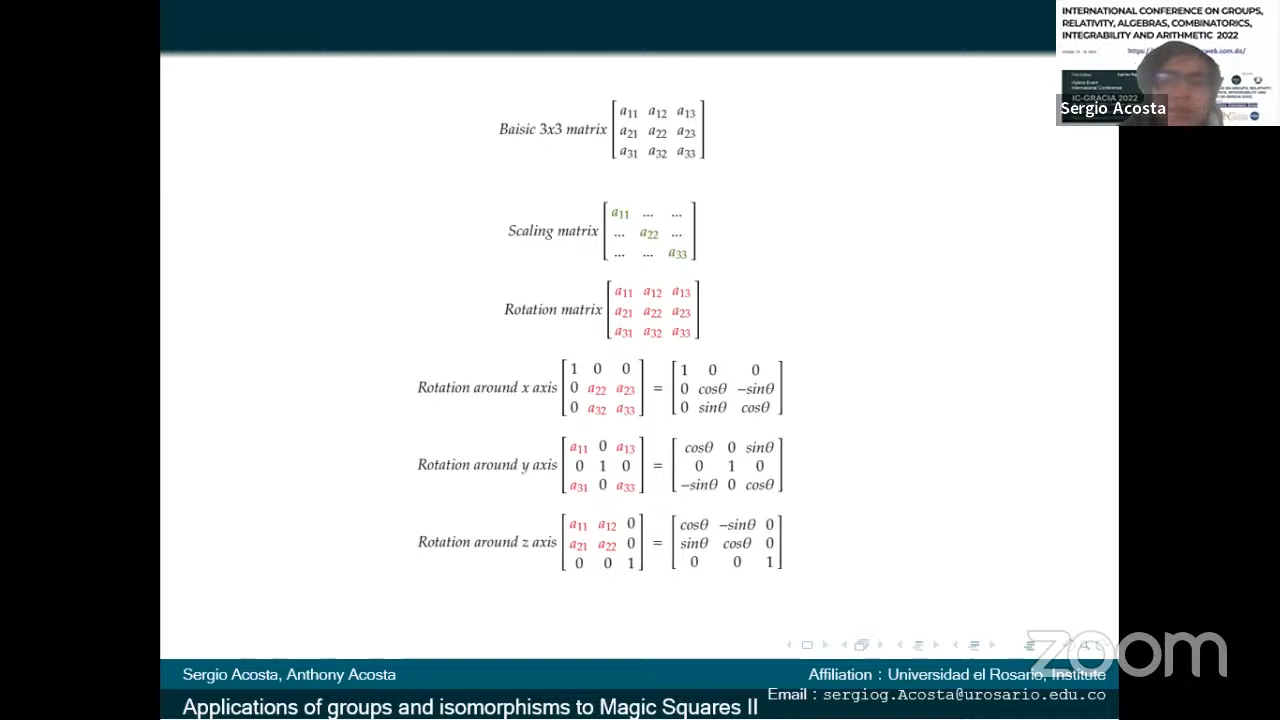 INTERNATIONAL CONFERENCE ON GROUPS,
RELATIVITY, ALGEBRAS, COMBINATORICS,
INTEGRABILITY AND ARITHMETIC 2022
IC-GRACIA 2022
Sergio Acosta
Baisic 3x3 matrix [a11 a12 a13
a21 a22 a23
a31 a32 a33]
Scaling matrix [a11 ... ...
... a22 ...
... ... a33]
Rotation matrix [a11 a12 a13
a21 a22 a23
a31 a32 a33]
Rotation around x axis [1 0 0
0 a22 a23
0 a32 a33] = [1 0 0
0 cosθ −sinθ
0 sinθ cosθ]
Rotation around y axis [a11 0 a13
0 1 0
a31 0 a33] = [cosθ 0 sinθ
0 1 0
−sinθ 0 cosθ]
Rotation around z axis [a11 a12 0
a21 a22 0
0 0 1] = [cosθ −sinθ 0
sinθ cosθ 0
0 0 1]
zoom
Sergio Acosta, Anthony Acosta
Affiliation : Universidad el Rosario, Institute
Email : sergiog.Acosta@urosario.edu.co
Applications of groups and isomorphisms to Magic Squares II